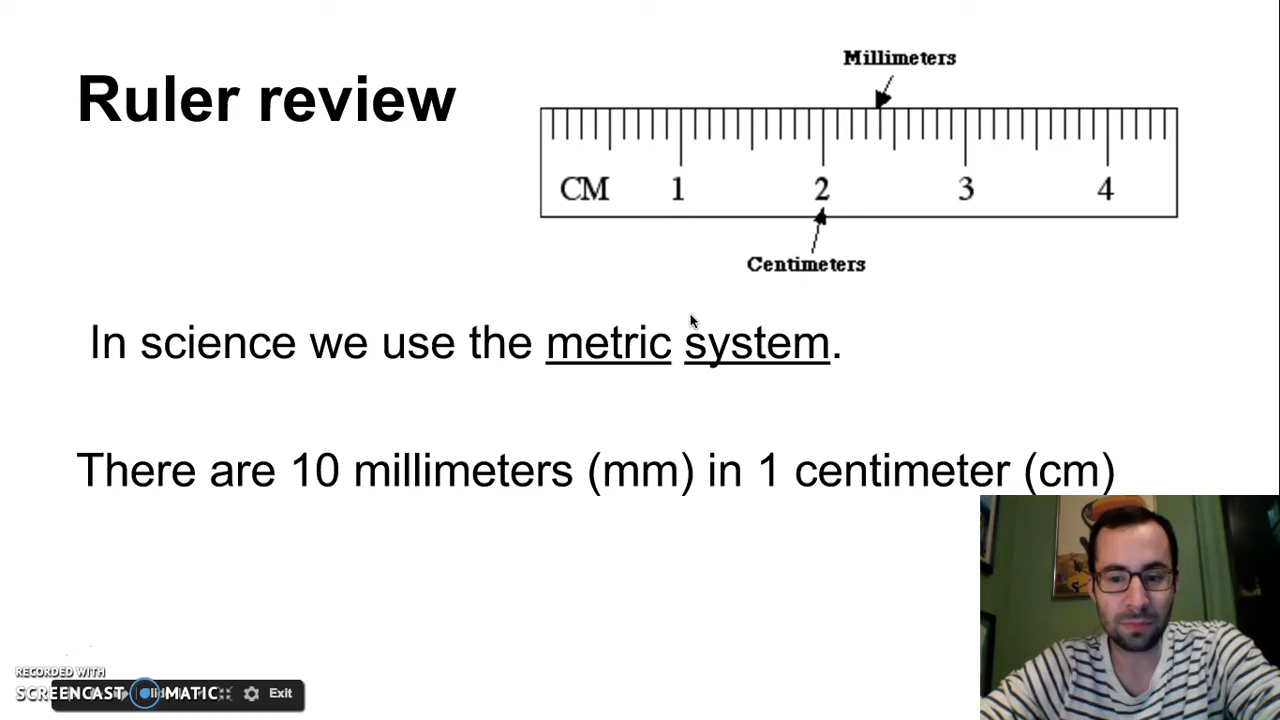 Millimeters
Ruler review
CM 1 2 3 4
Centimeters
In science we use the metric system.
There are 10 millimeters (mm) in 1 centimeter (cm)
RECORDED WITH
SCREENCAST MATIC
Exit